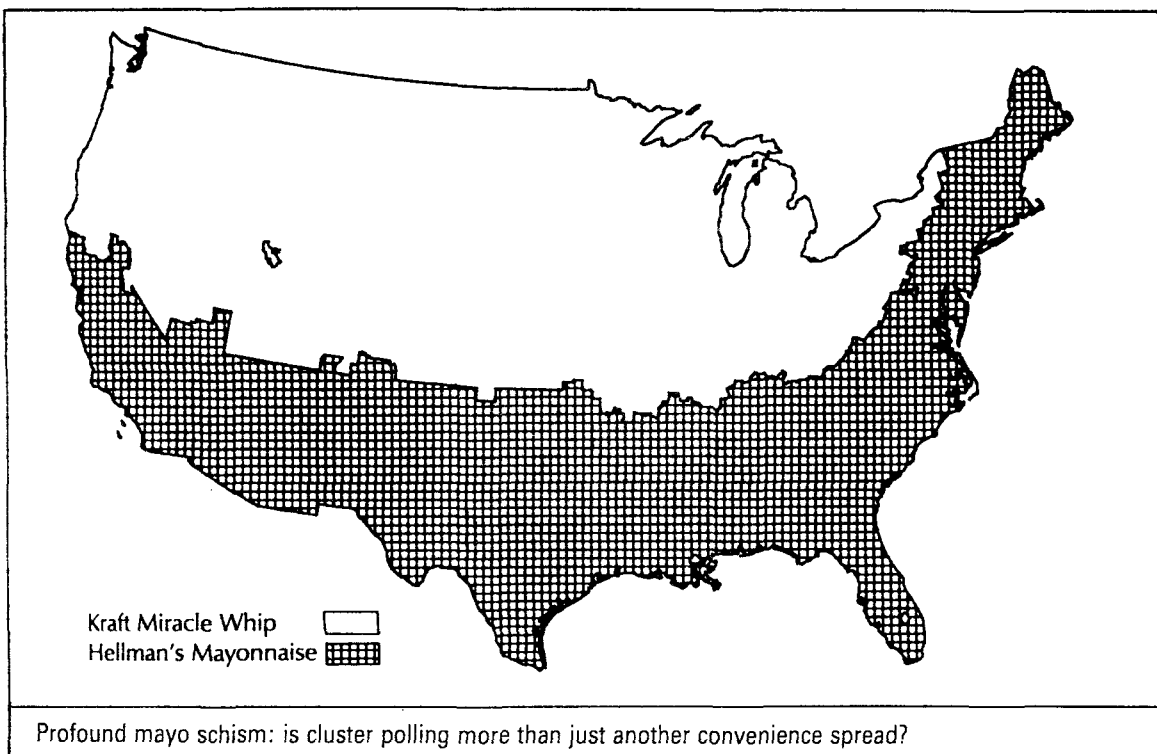 Kraft Miracle Whip
Hellman's Mayonnaise
Profound mayo schism: is cluster polling more than just another convenience spread?